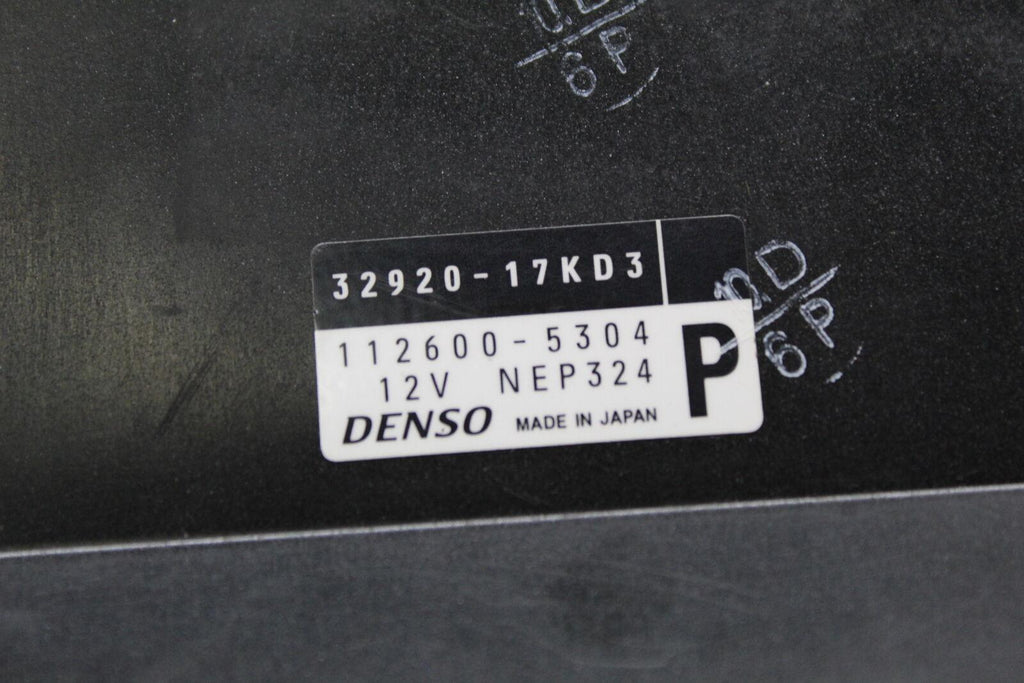 6P
32920-17KD3
112600-5304
P
12V NEP324
DENSO MADE IN JAPAN
D
6P